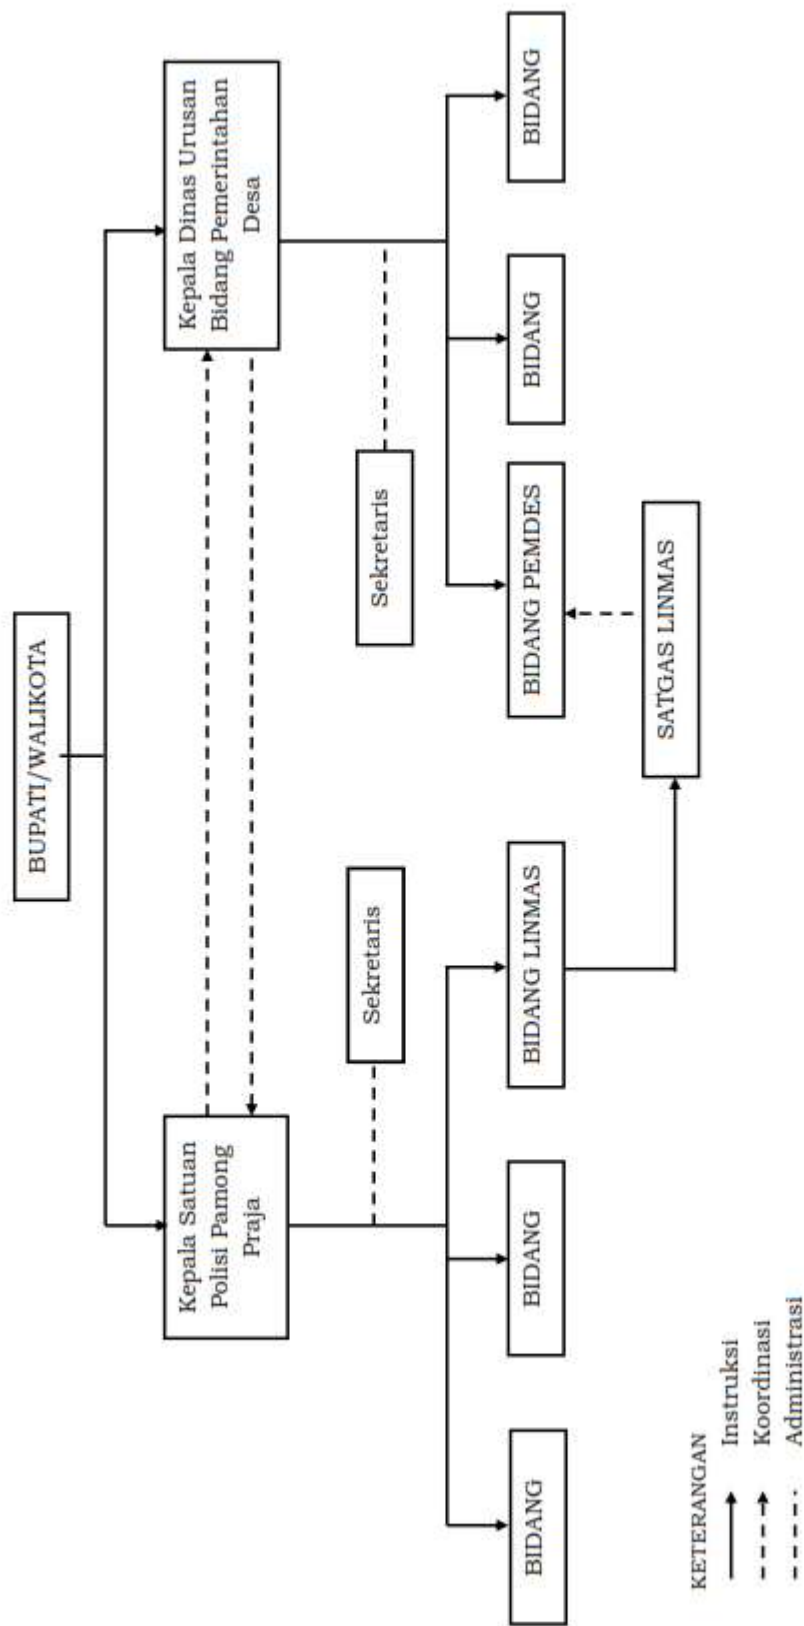 BUPATI/WALIKOTA
Kepala Satuan
Polisi Pamong
Praja
Kepala Dinas Urusan
Bidang Pemerintahan
Desa
Sekretaris
Sekretaris
BIDANG
BIDANG
BIDANG LINMAS
BIDANG PEMDES
BIDANG
BIDANG
SATGAS LINMAS
KETERANGAN
Instruksi
Koordinasi
Administrasi